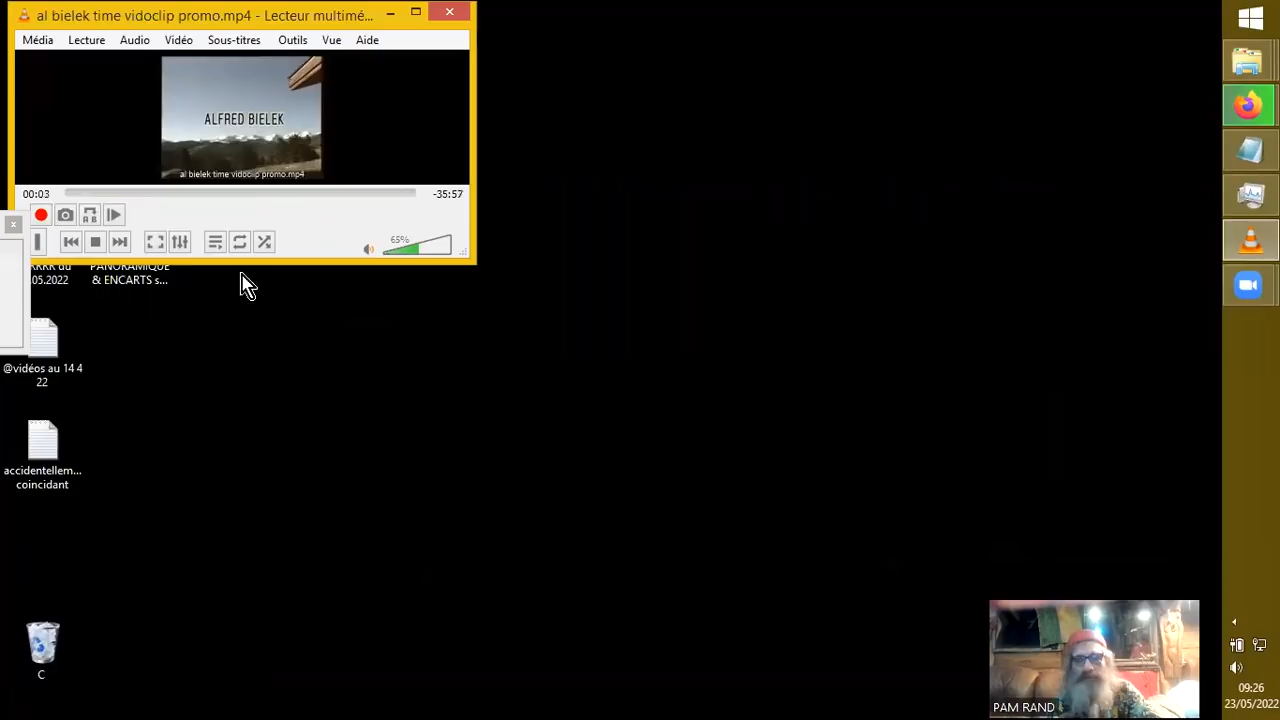 al bielek time vidoclip promo.mp4 - Lecteur multimé...
Média Lecture Audio Vidéo Sous-titres Outils Vue Aide
ALFRED BIELEK
al bielek time vidoclip promo.mp4
00:03 -35:57
A B
65%
x
du PANORAMIQUE
.05.2022 & ENCARTS s...
@vidéos au 14 4
22
accidentellem...
coincidant
C
PAM RAND
09:26
23/05/2022